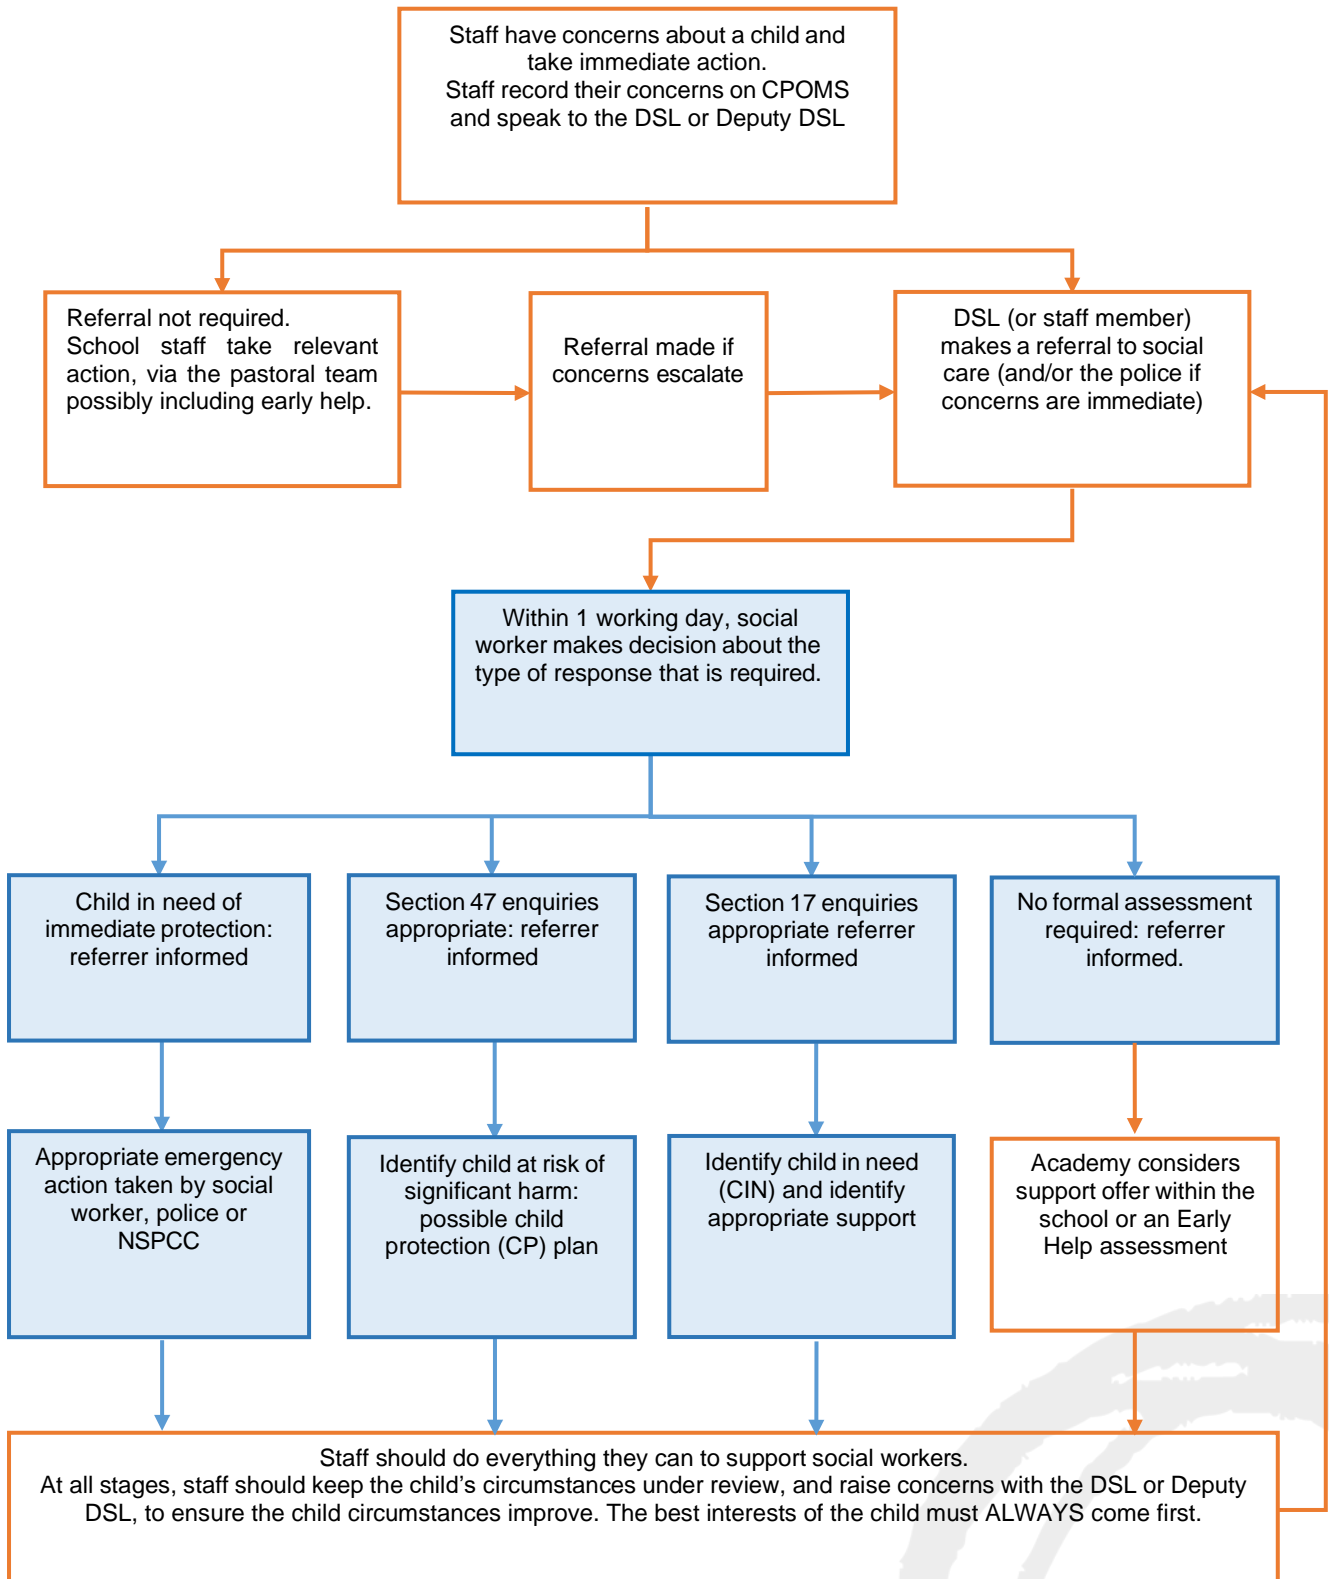 Staff have concerns about a child and
take immediate action.
Staff record their concerns on CPOMS
and speak to the DSL or Deputy DSL
Referral not required.
School staff take relevant
action, via the pastoral team
possibly including early help.
Referral made if
concerns escalate
DSL (or staff member)
makes a referral to social
care (and/or the police if
concerns are immediate)
Within 1 working day, social
worker makes decision about the
type of response that is required.
Child in need of
immediate protection:
referrer informed
Section 47 enquiries
appropriate: referrer
informed
Section 17 enquiries
appropriate referrer
informed
No formal assessment
required: referrer
informed.
Appropriate emergency
action taken by social
worker, police or
NSPCC
Identify child at risk of
significant harm:
possible child
protection (CP) plan
Identify child in need
(CIN) and identify
appropriate support
Academy considers
support offer within the
school or an Early
Help assessment
Staff should do everything they can to support social workers.
At all stages, staff should keep the child’s circumstances under review, and raise concerns with the DSL or Deputy
DSL, to ensure the child circumstances improve. The best interests of the child must ALWAYS come first.